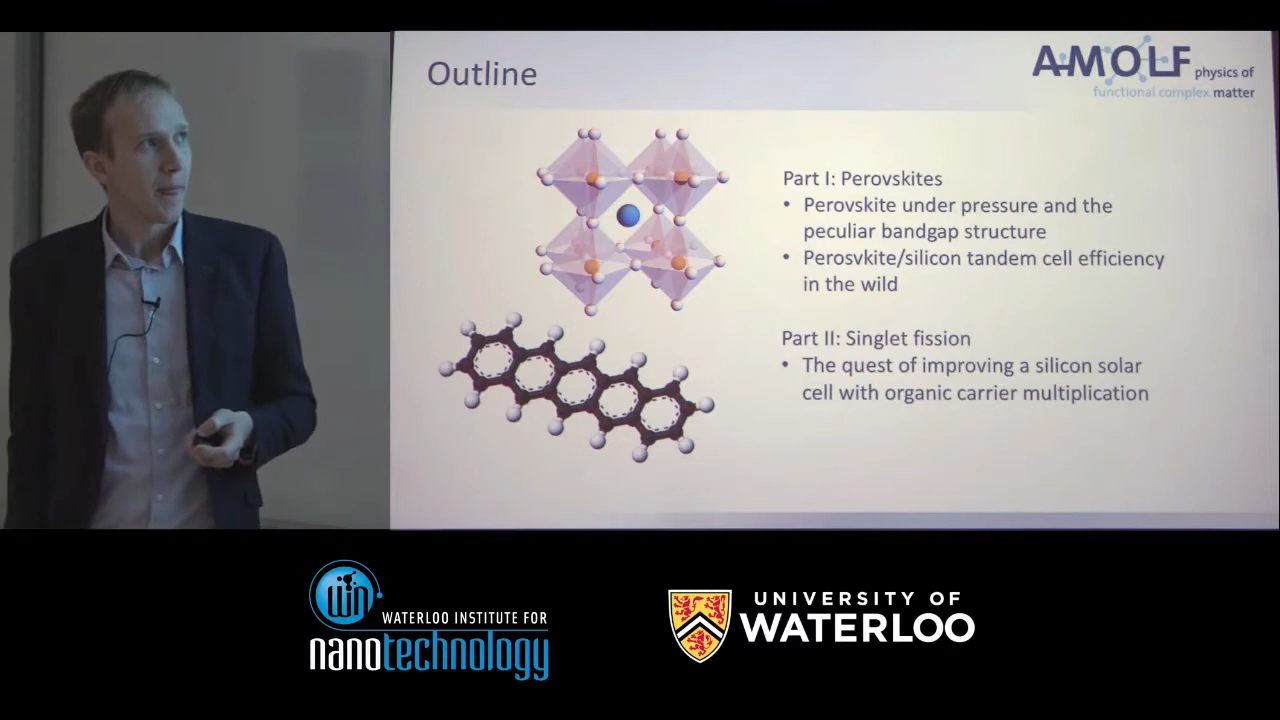 Outline
AMOLF
physics of
functional complex matter
Part I: Perovskites
• Perovskite under pressure and the
peculiar bandgap structure
• Perosvkite/silicon tandem cell efficiency
in the wild
Part II: Singlet fission
• The quest of improving a silicon solar
cell with organic carrier multiplication
WIN
WATERLOO INSTITUTE FOR
nanotechnology
UNIVERSITY OF
WATERLOO